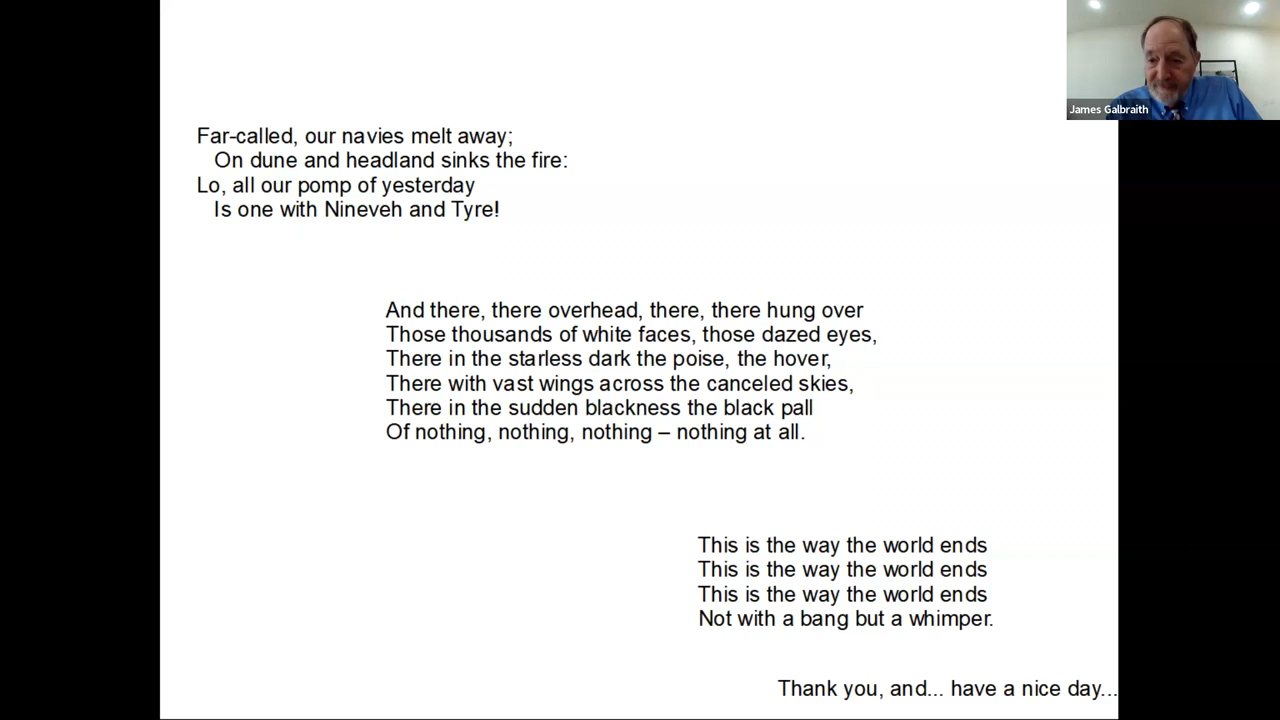 James Galbraith
Far-called, our navies melt away;
On dune and headland sinks the fire:
Lo, all our pomp of yesterday
Is one with Nineveh and Tyre!
And there, there overhead, there, there hung over
Those thousands of white faces, those dazed eyes,
There in the starless dark the poise, the hover,
There with vast wings across the canceled skies,
There in the sudden blackness the black pall
Of nothing, nothing, nothing – nothing at all.
This is the way the world ends
This is the way the world ends
This is the way the world ends
Not with a bang but a whimper.
Thank you, and... have a nice day...